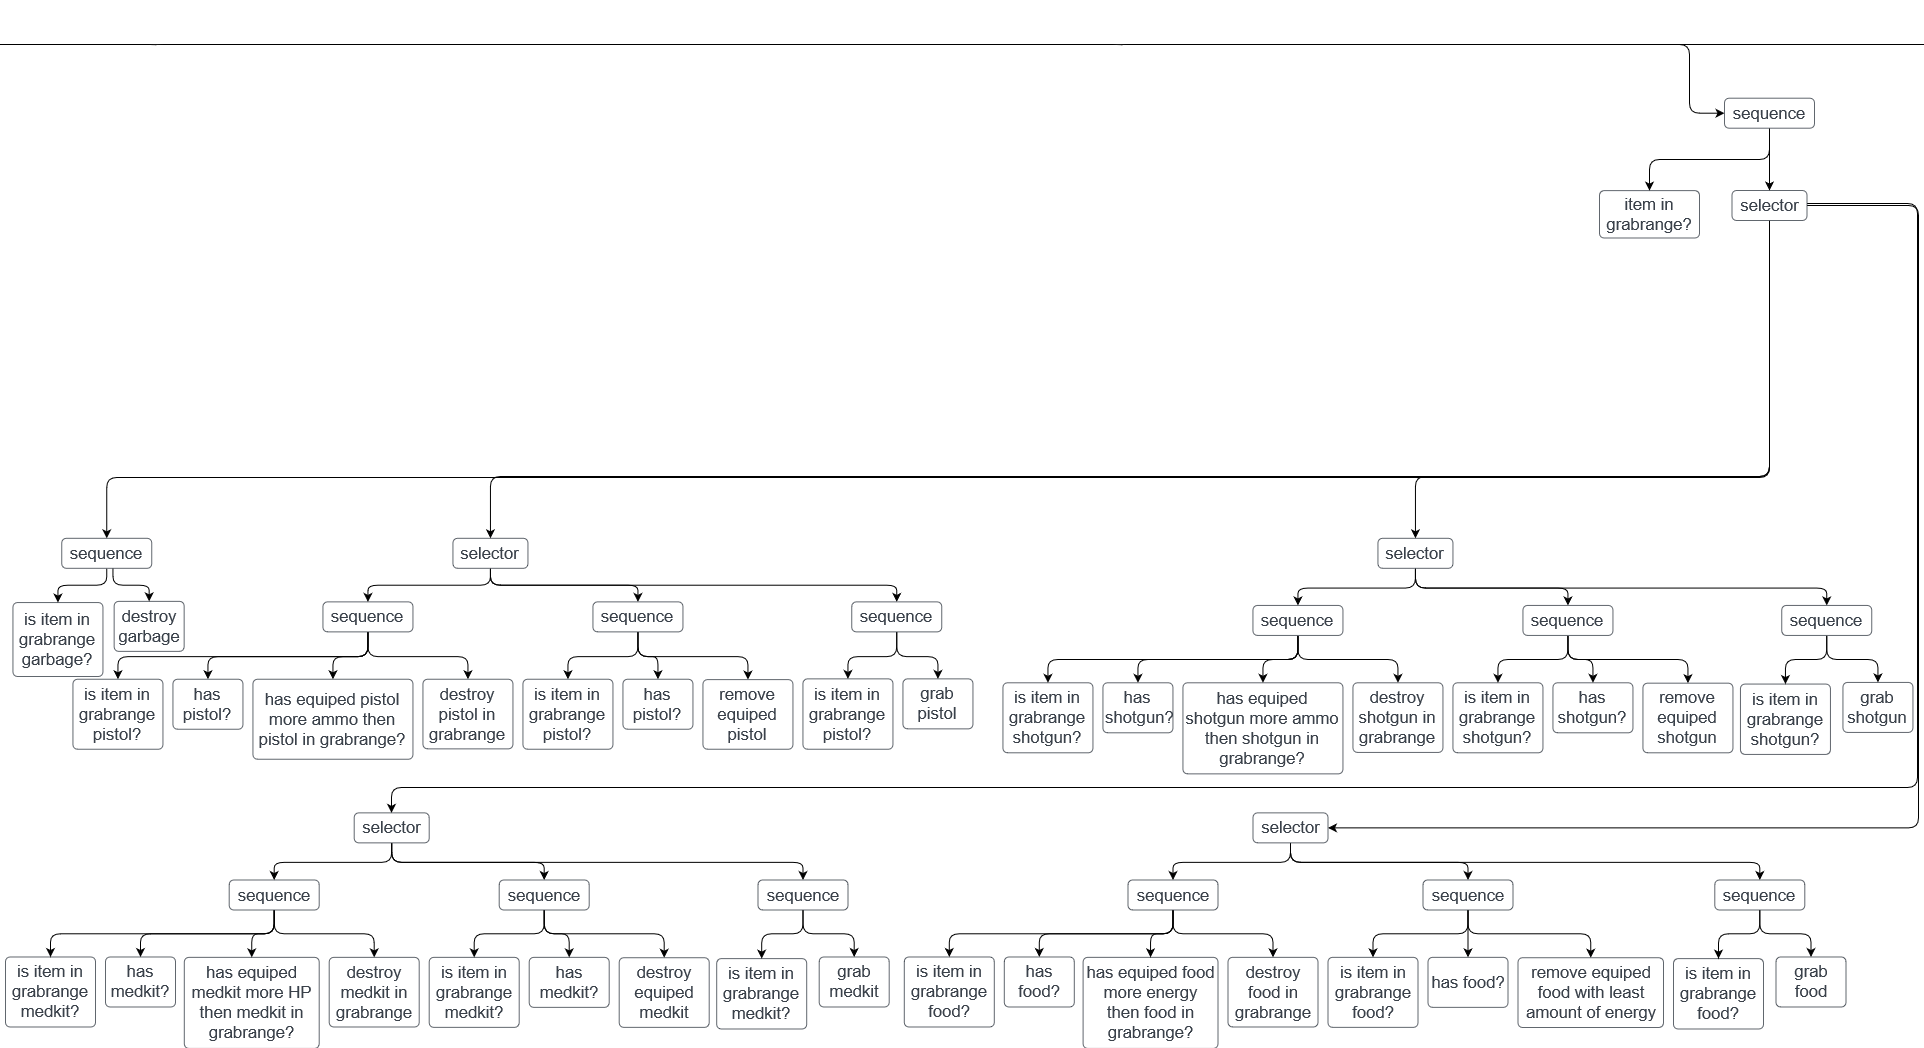 sequence
item in
grabrange?
selector
sequence
selector
selector
is item in
grabrange
garbage?
destroy
garbage
sequence
sequence
sequence
sequence
sequence
sequence
is item in
grabrange
pistol?
has
pistol?
has equiped pistol
more ammo then
pistol in grabrange?
destroy
pistol in
grabrange
is item in
grabrange
pistol?
has
pistol?
remove
equiped
pistol
is item in
grabrange
pistol?
grab
pistol
is item in
grabrange
shotgun?
has
shotgun?
has equiped
shotgun more ammo
then shotgun in
grabrange?
destroy
shotgun in
grabrange
is item in
grabrange
shotgun?
has
shotgun?
remove
equiped
shotgun
is item in
grabrange
shotgun?
grab
shotgun
selector
selector
sequence
sequence
sequence
sequence
sequence
sequence
is item in
grabrange
medkit?
has
medkit?
has equiped
medkit more HP
then medkit in
grabrange?
destroy
medkit in
grabrange
is item in
grabrange
medkit?
has
medkit?
destroy
equiped
medkit
is item in
grabrange
medkit?
grab
medkit
is item in
grabrange
food?
has
food?
has equiped food
more energy
then food in
grabrange?
destroy
food in
grabrange
is item in
grabrange
food?
has food?
remove equiped
food with least
amount of energy
is item in
grabrange
food?
grab
food